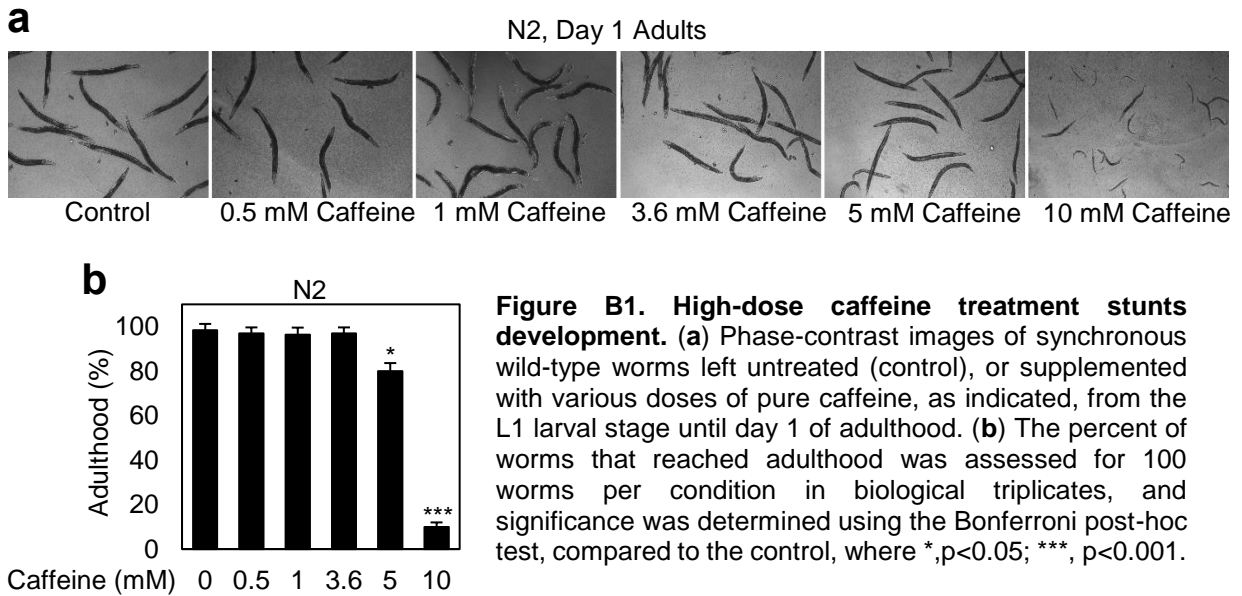 a
N2, Day 1 Adults
Control
0.5 mM Caffeine
1 mM Caffeine
3.6 mM Caffeine
5 mM Caffeine
10 mM Caffeine
b
N2
Adulthood (%)
100
80
60
40
20
0
*
***
Caffeine (mM) 0 0.5 1 3.6 5 10
Figure B1. High-dose caffeine treatment stunts
development. (a) Phase-contrast images of synchronous
wild-type worms left untreated (control), or supplemented
with various doses of pure caffeine, as indicated, from the
L1 larval stage until day 1 of adulthood. (b) The percent of
worms that reached adulthood was assessed for 100
worms per condition in biological triplicates, and
significance was determined using the Bonferroni post-hoc
test, compared to the control, where *,p<0.05; ***, p<0.001.